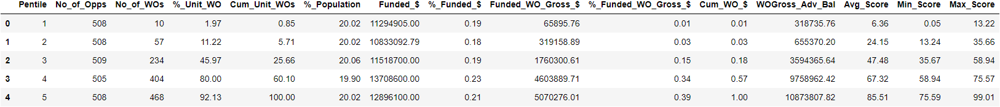 Pentile No_of_Opps No_of_WOs %_Unit_WO Cum_Unit_WOs %_Population Funded_$ %_Funded_$ Funded_WO_Gross_$ %_Funded_WO_Gross_$ Cum_WO_$ WOGross_Adv_Bal Avg_Score Min_Score Max_Score
0 1 508 10 1.97 0.85 20.02 11294905.00 0.19 65895.76 0.01 0.01 318735.76 6.36 0.05 13.22
1 2 508 57 11.22 5.71 20.02 10833092.79 0.18 319158.89 0.03 0.03 655370.20 24.15 13.24 35.66
2 3 509 234 45.97 25.66 20.06 11518700.00 0.19 1760300.61 0.15 0.18 3594365.64 47.48 35.67 58.94
3 4 505 404 80.00 60.10 19.90 13708600.00 0.23 4603889.71 0.34 0.57 9758962.42 67.32 58.94 75.57
4 5 508 468 92.13 100.00 20.02 12896100.00 0.21 5070276.01 0.39 1.00 10873807.82 85.51 75.59 99.01